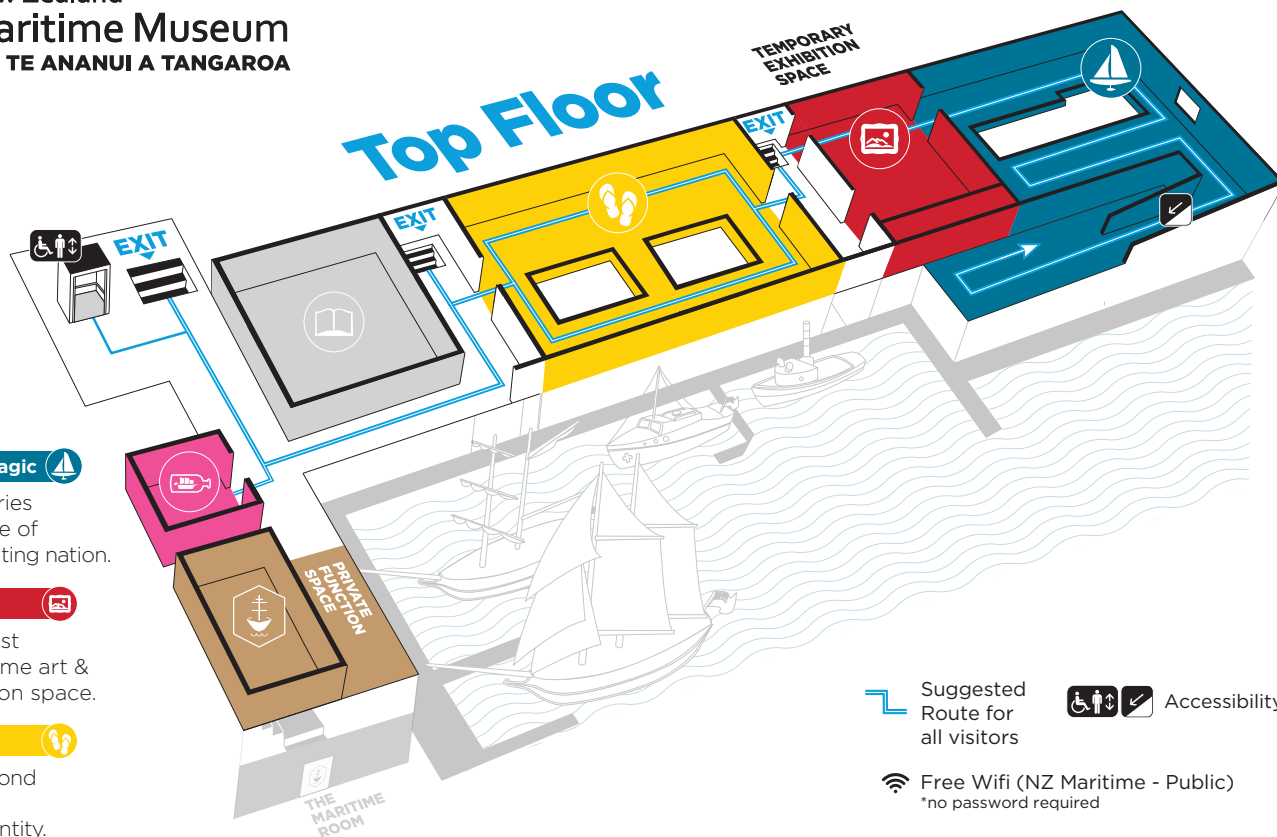 aritime Museum
TE ANANUI A TANGAROA
Top Floor
TEMPORARY
EXHIBITION
SPACE
EXIT
EXIT
EXIT
agic
ries
e of
ting nation.
st
me art &
on space.
ond
ntity.
PRIVATE
FUNCTION
SPACE
THE
MARITIME
ROOM
Suggested
Route for
all visitors
Accessibility
Free Wifi (NZ Maritime - Public)
*no password required